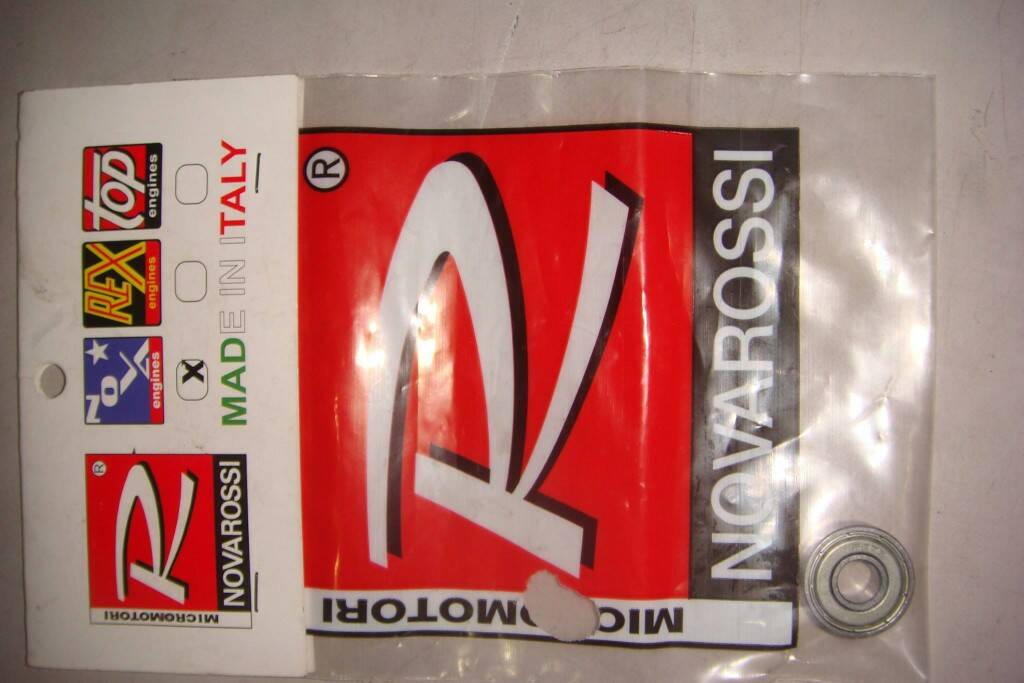 MICROMOTORI
®
NOVAROSSI
NOVA
engines
REX
engines
top
engines
X
MADE IN ITALY
®
MICROMOTORI
NOVAROSSI